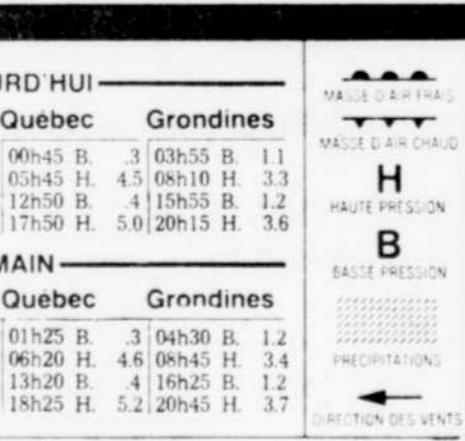 URD'HUI
Québec Grondines
00h45 B. .3 03h55 B. 1.1
05h45 H. 4.5 08h10 H. 3.3
12h50 B. .4 15h55 B. 1.2
17h50 H. 5.0 20h15 H. 3.6
MAIN
Québec Grondines
01h25 B. .3 04h30 B. 1.2
06h20 H. 4.6 08h45 H. 3.4
13h20 B. .4 16h25 B. 1.2
18h25 H. 5.2 20h45 H. 3.7
MASSE D'AIR FRAIS
MASSE D'AIR CHAUD
H
HAUTE PRESSION
B
BASSE PRESSION
PRECIPITATIONS
DIRECTION DES VENTS